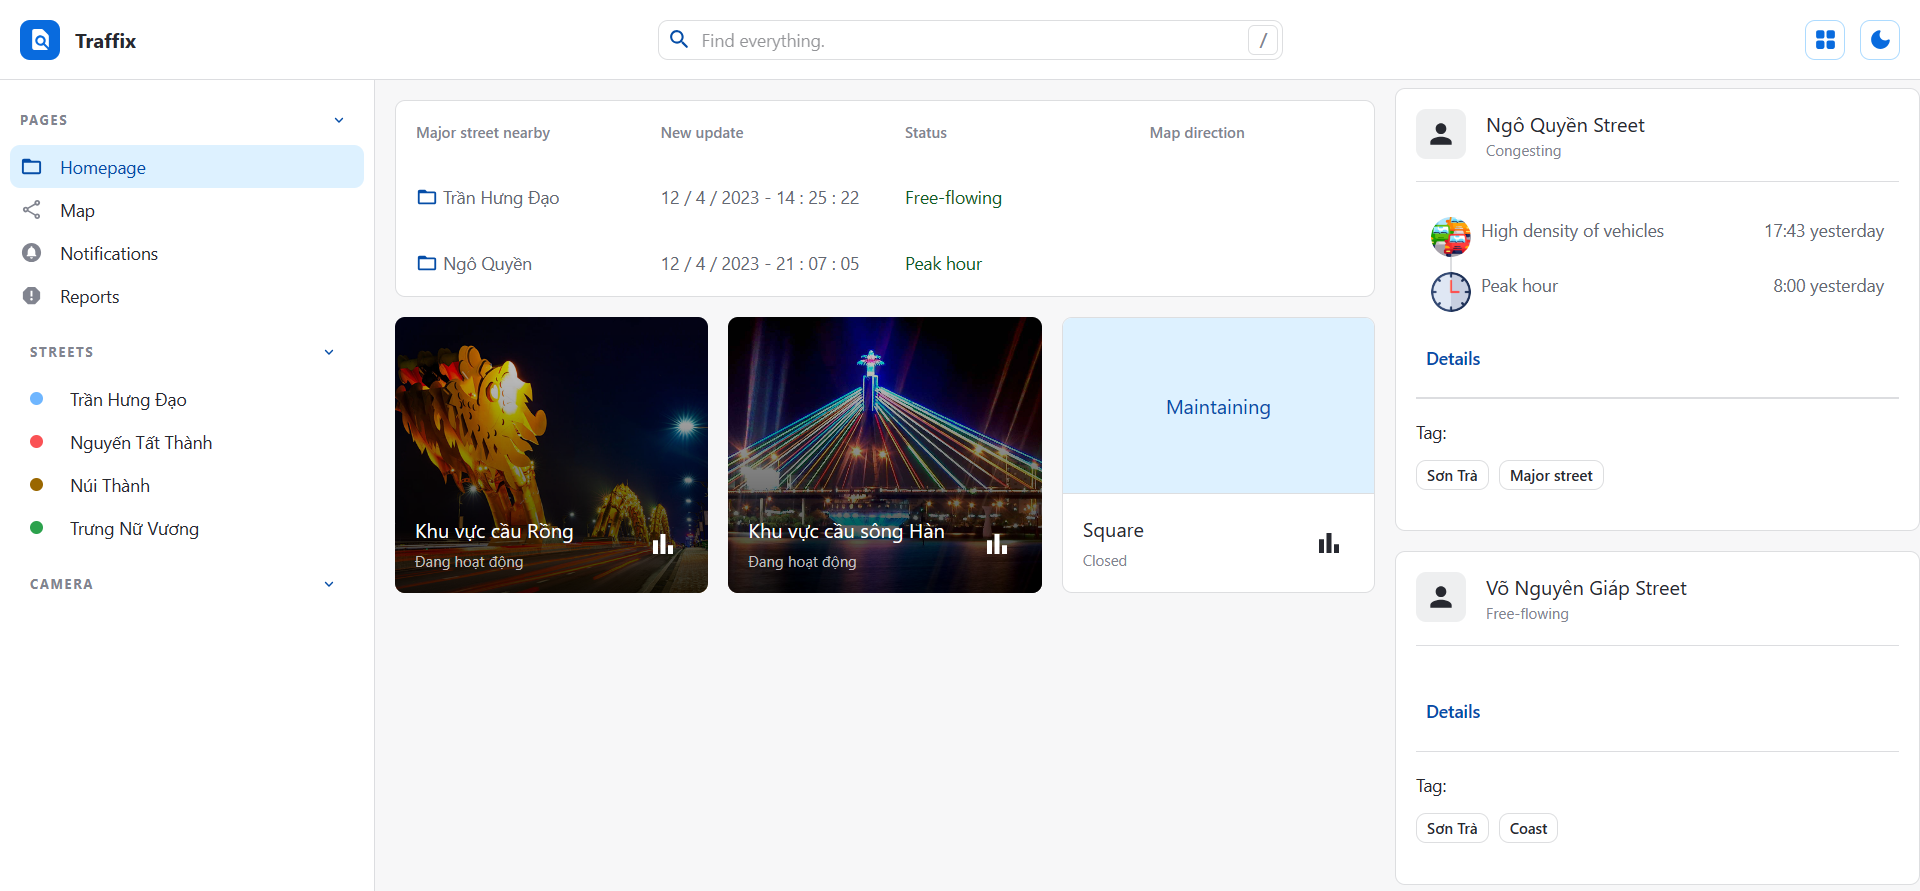 Traffix
Find everything.
/
PAGES
Homepage
Map
Notifications
Reports
STREETS
Trần Hưng Đạo
Nguyến Tất Thành
Núi Thành
Trưng Nữ Vương
CAMERA
Major street nearby New update Status Map direction
Trần Hưng Đạo 12 / 4 / 2023 - 14 : 25 : 22 Free-flowing
Ngô Quyền 12 / 4 / 2023 - 21 : 07 : 05 Peak hour
Khu vực cầu Rồng
Đang hoạt động
Khu vực cầu sông Hàn
Đang hoạt động
Maintaining
Square
Closed
Ngô Quyền Street
Congesting
High density of vehicles 17:43 yesterday
Peak hour 8:00 yesterday
Details
Tag:
Sơn Trà Major street
Võ Nguyên Giáp Street
Free-flowing
Details
Tag:
Sơn Trà Coast